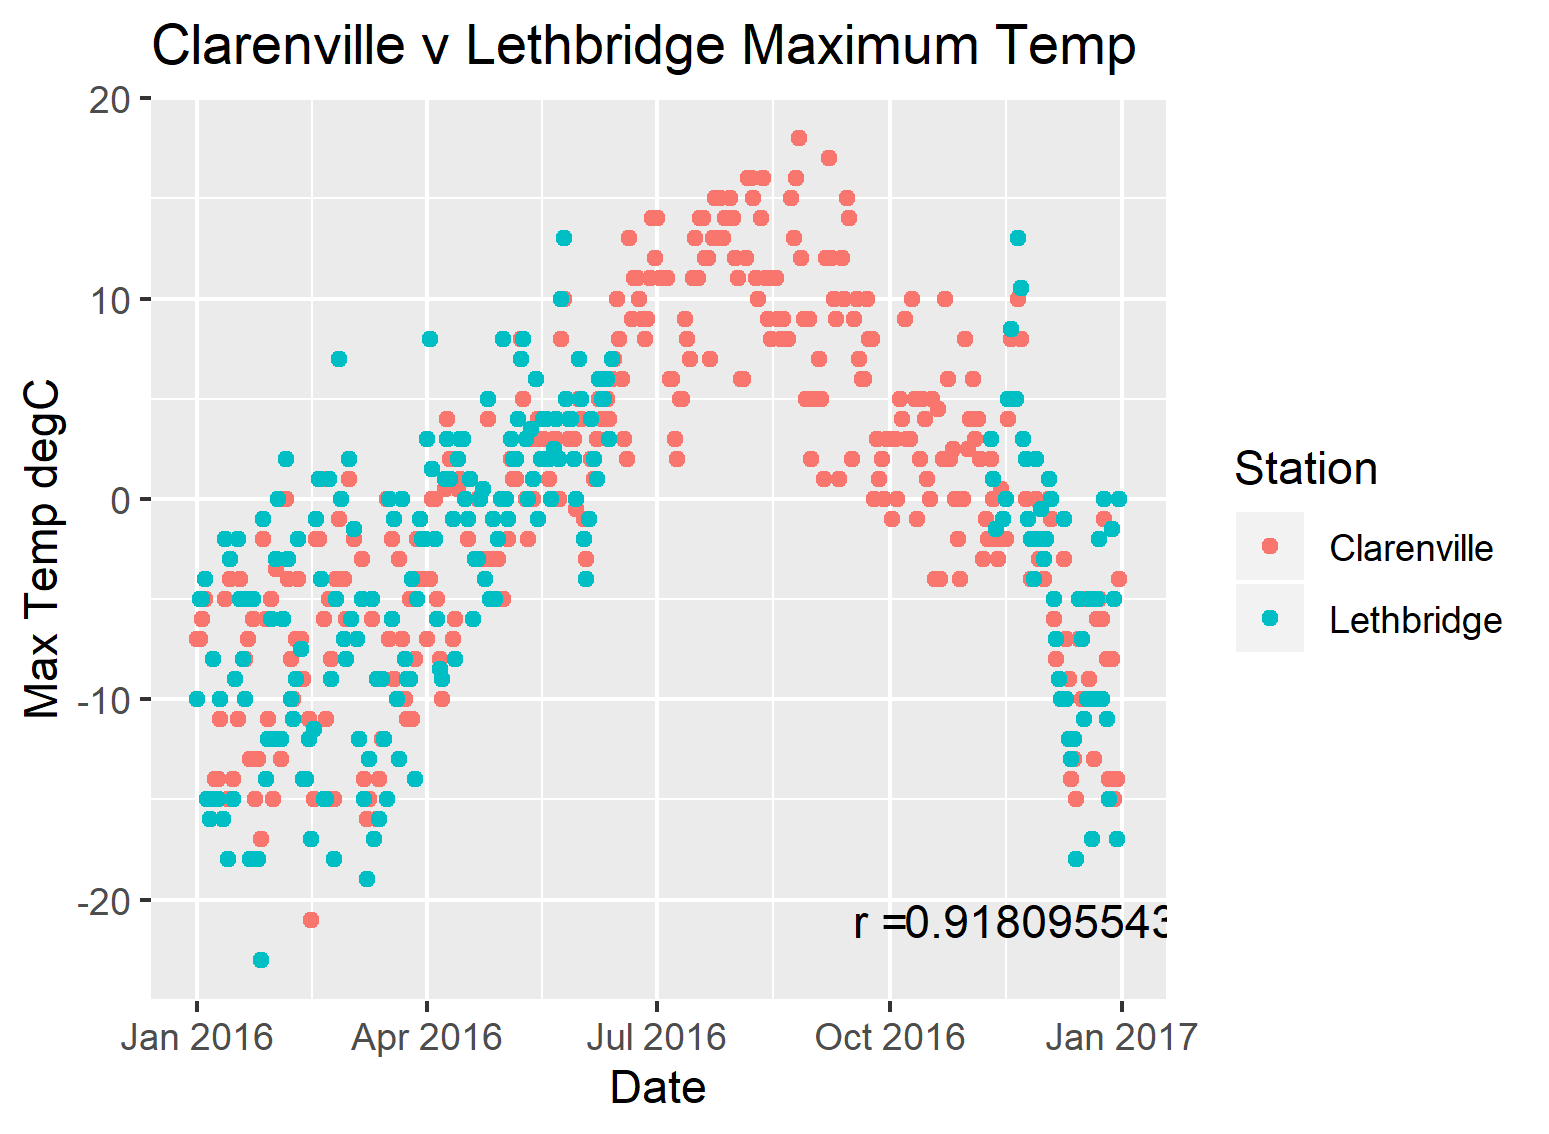 Clarenville v Lethbridge Maximum Temp
20
10
0
-10
-20
Max Temp degC
r =0.918095543
Jan 2016
Apr 2016
Jul 2016
Oct 2016
Jan 2017
Date
Station
Clarenville
Lethbridge